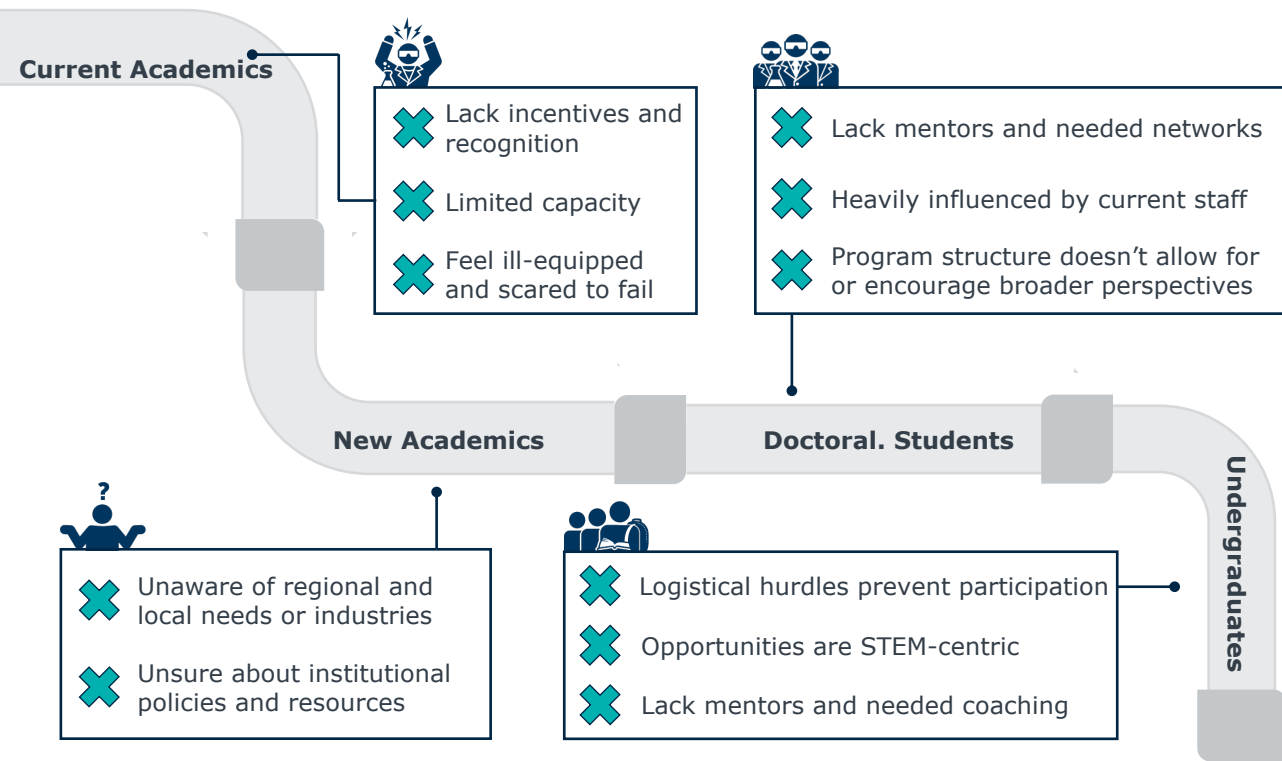 Current Academics
Lack incentives and
recognition
Limited capacity
Feel ill-equipped
and scared to fail
Lack mentors and needed networks
Heavily influenced by current staff
Program structure doesn’t allow for
or encourage broader perspectives
New Academics
Doctoral. Students
Undergraduates
?
Unaware of regional and
local needs or industries
Unsure about institutional
policies and resources
Logistical hurdles prevent participation
Opportunities are STEM-centric
Lack mentors and needed coaching